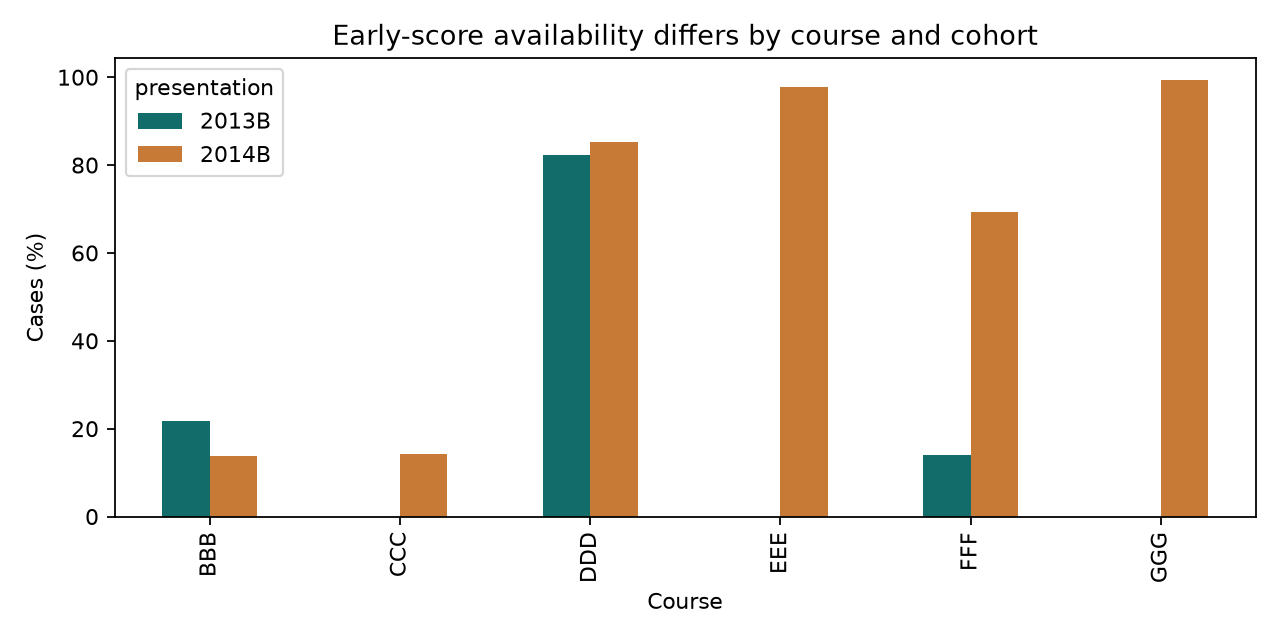 Early-score availability differs by course and cohort
presentation
2013B
2014B
Cases (%)
100
80
60
40
20
0
BBB
CCC
DDD
EEE
FFF
GGG
Course